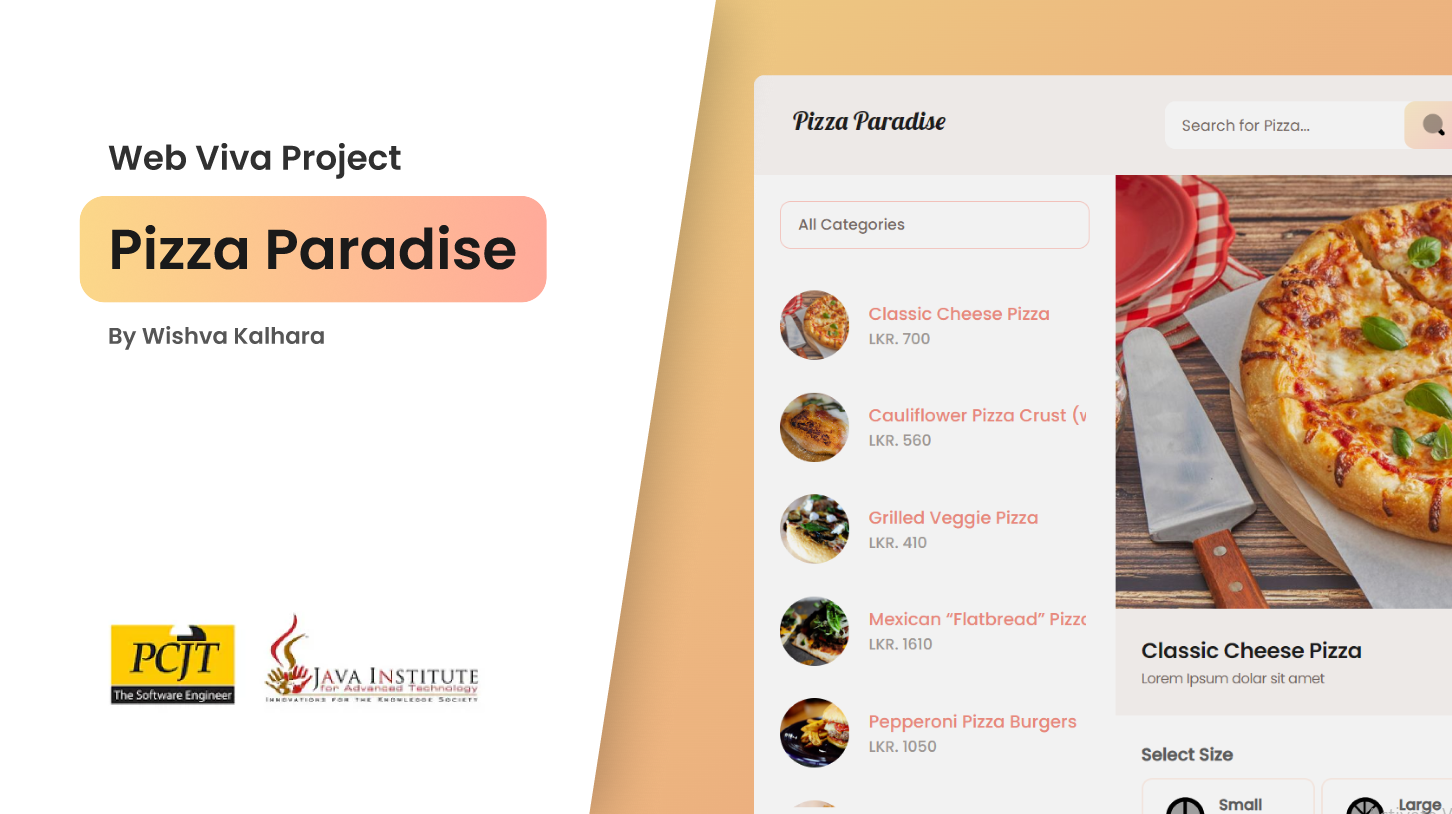 Web Viva Project
Pizza Paradise
By Wishva Kalhara
PCJT
The Software Engineer
JAVA INSTITUTE
for Advanced Technology
INNOVATIONS FOR THE KNOWLEDGE SOCIETY
Pizza Paradise
Search for Pizza...
All Categories
Classic Cheese Pizza
LKR. 700
Cauliflower Pizza Crust (w
LKR. 560
Grilled Veggie Pizza
LKR. 410
Mexican “Flatbread” Pizza
LKR. 1610
Pepperoni Pizza Burgers
LKR. 1050
Classic Cheese Pizza
Lorem Ipsum dolar sit amet
Select Size
Small
Large